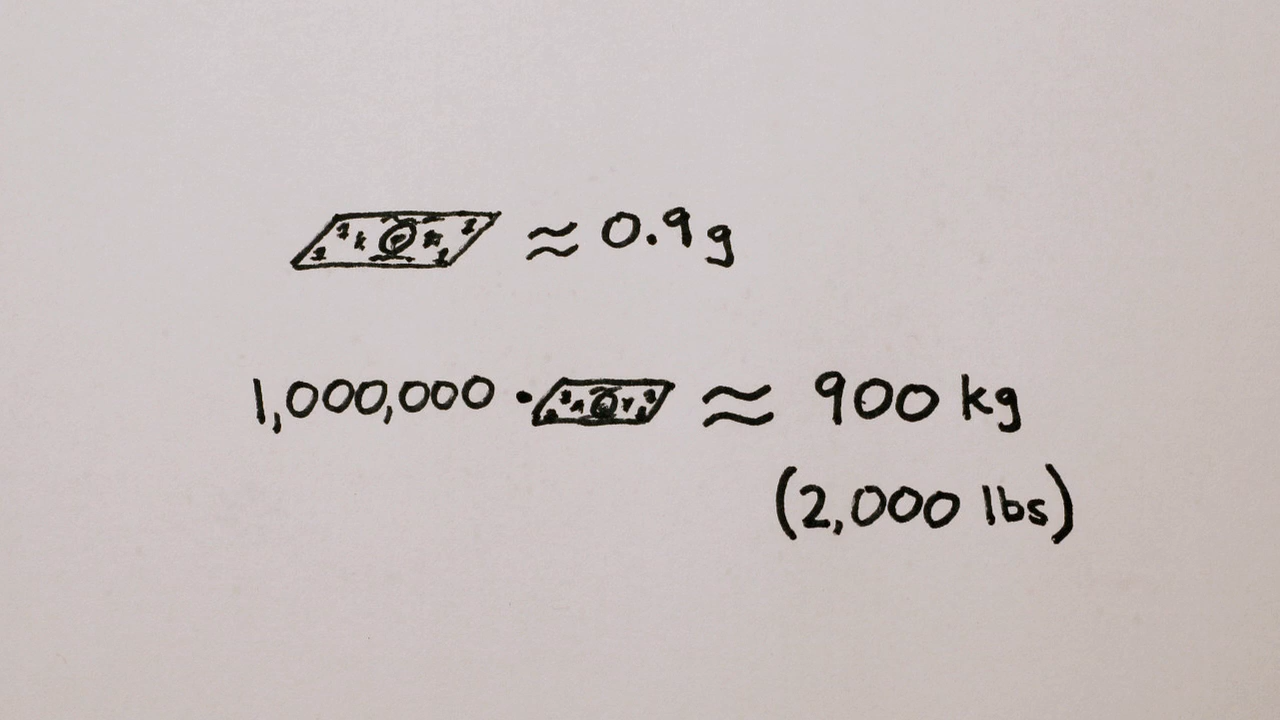 ≈ 0.9g
1,000,000 · ≈ 900 kg
(2,000 lbs)